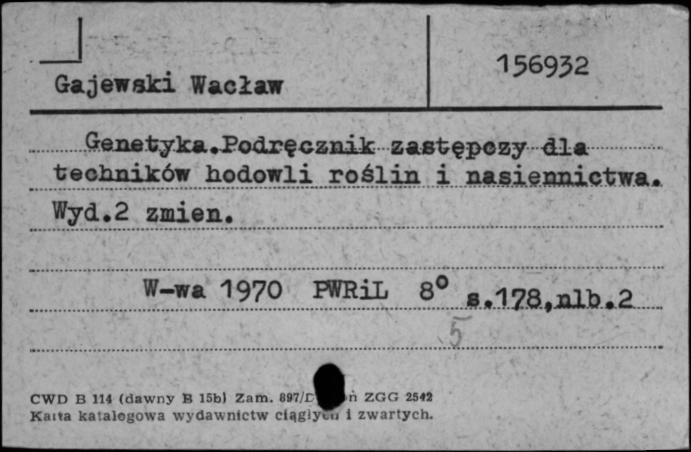 156932
Gajewski Wacław
Genetyka.Podręcznik zastępczy dla
techników hodowli roślin i nasiennictwa.
Wyd.2 zmien.
W-wa 1970 PWRiL 8° s.178,nlb.2
5
CWD B 114 (dawny B 15b) Zam. 897/ ZGG 2542
Karta katalogowa wydawnictw ciągłych i zwartych.